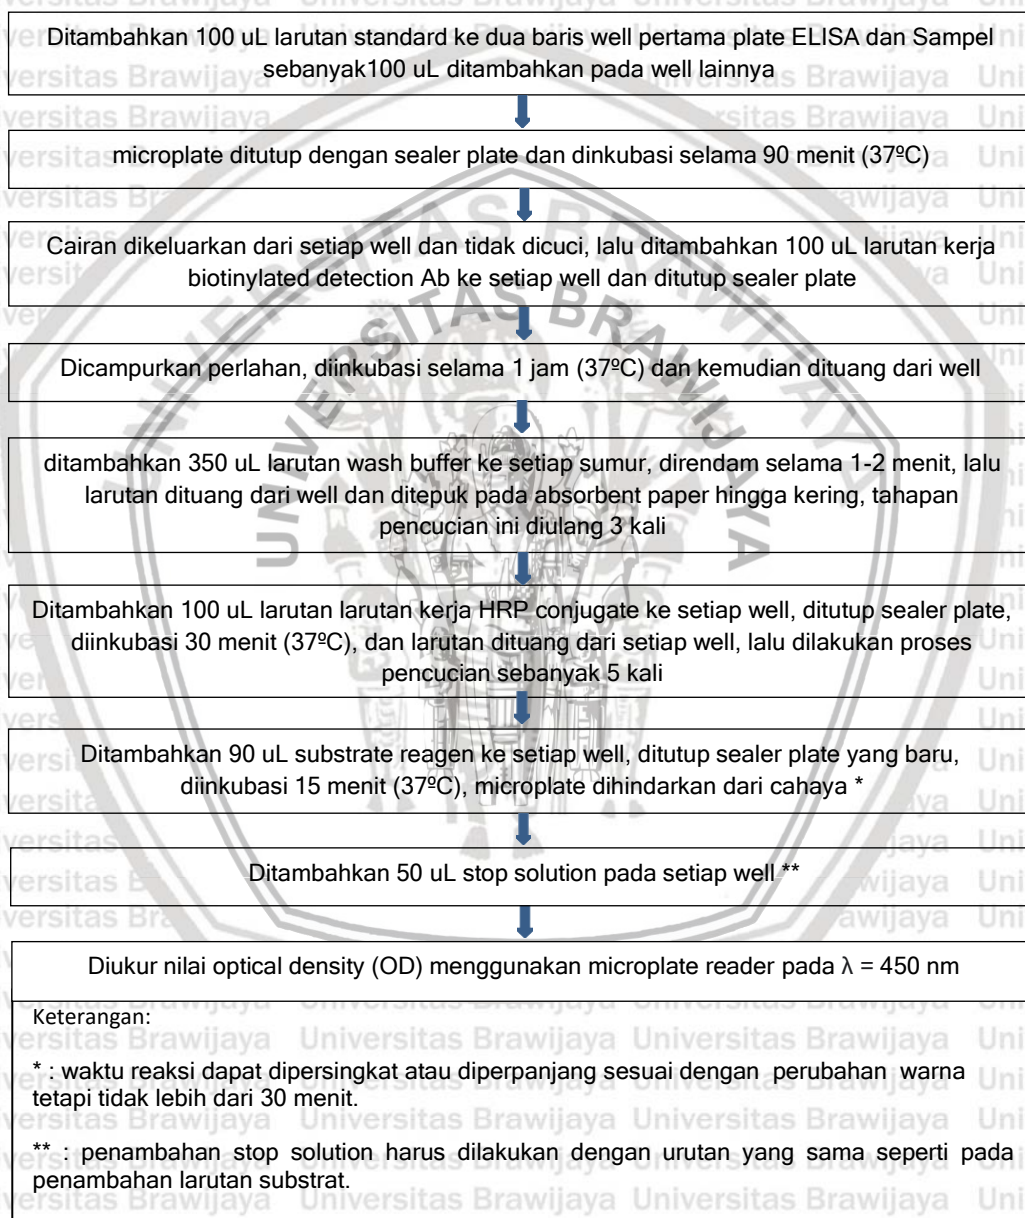 Ditambahkan 100 uL larutan standard ke dua baris well pertama plate ELISA dan Sampel
sebanyak100 uL ditambahkan pada well lainnya
microplate ditutup dengan sealer plate dan dinkubasi selama 90 menit (37ºC)
Cairan dikeluarkan dari setiap well dan tidak dicuci, lalu ditambahkan 100 uL larutan kerja
biotinylated detection Ab ke setiap well dan ditutup sealer plate
Dicampurkan perlahan, diinkubasi selama 1 jam (37ºC) dan kemudian dituang dari well
ditambahkan 350 uL larutan wash buffer ke setiap sumur, direndam selama 1-2 menit, lalu
larutan dituang dari well dan ditepuk pada absorbent paper hingga kering, tahapan
pencucian ini diulang 3 kali
Ditambahkan 100 uL larutan larutan kerja HRP conjugate ke setiap well, ditutup sealer plate,
diinkubasi 30 menit (37ºC), dan larutan dituang dari setiap well, lalu dilakukan proses
pencucian sebanyak 5 kali
Ditambahkan 90 uL substrate reagen ke setiap well, ditutup sealer plate yang baru,
diinkubasi 15 menit (37ºC), microplate dihindarkan dari cahaya *
Ditambahkan 50 uL stop solution pada setiap well **
Diukur nilai optical density (OD) menggunakan microplate reader pada λ = 450 nm
Keterangan:
* : waktu reaksi dapat dipersingkat atau diperpanjang sesuai dengan perubahan warna
tetapi tidak lebih dari 30 menit.
** : penambahan stop solution harus dilakukan dengan urutan yang sama seperti pada
penambahan larutan substrat.
UNIVERSITAS BRAWIJAYA
UNIVERSITAS BRAWIJAYA
Universitas Brawijaya Universitas Brawijaya